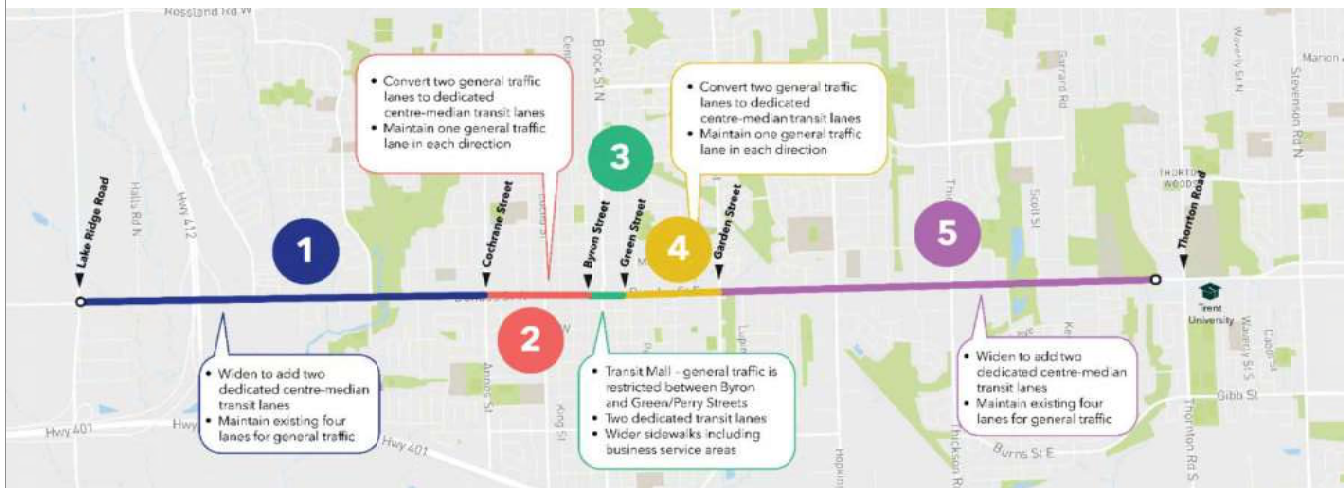 Rossland Rd W
Brock St N
Garrard Rd
Stevenson Rd N
Halls Rd N
Hwy 412
• Convert two general traffic
lanes to dedicated
centre-median transit lanes
• Maintain one general traffic
lane in each direction
• Convert two general traffic
lanes to dedicated
centre-median transit lanes
• Maintain one general traffic
lane in each direction
3
Lake Ridge Road
1
Cochrane Street
Byron Street
Green Street
4
Garden Street
5
Scott St
Thornton Road
Trent
University
2
• Widen to add two
dedicated centre-median
transit lanes
• Maintain existing four
lanes for general traffic
• Transit Mall - general traffic is
restricted between Byron
and Green/Perry Streets
• Two dedicated transit lanes
• Wider sidewalks including
business service areas
• Widen to add two
dedicated centre-median
transit lanes
• Maintain existing four
lanes for general traffic
Hwy 401
Hwy 401
King St
Thickson Rd
Burns St E
Thornton Rd S
Gibb St